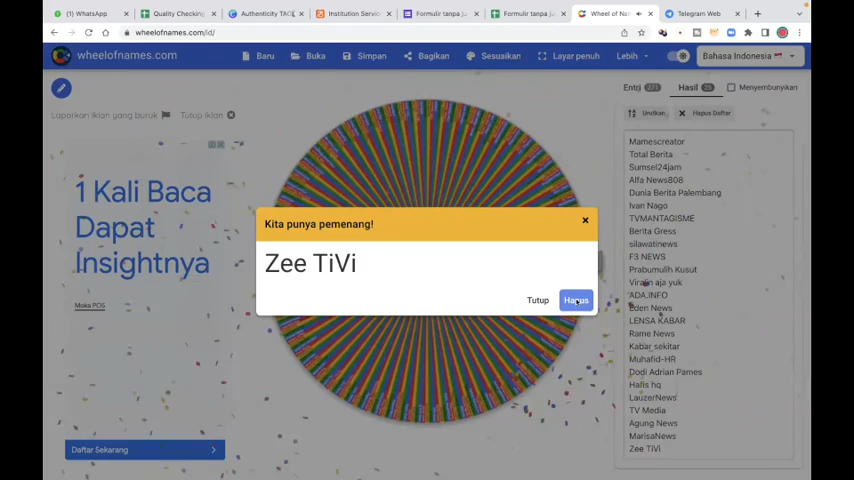 WhatsApp
Quality Checking
Authenticity TAC
Institution Servic
Formulir tanpa ju
Formulir tanpa ju
Wheel of Na
Telegram Web
wheelofnames.com/id/
wheelofnames.com
Baru
Buka
Simpan
Bagikan
Sesuaikan
Layar penuh
Lebih
Bahasa Indonesia
Entri
Hasil 25
Menyembunyikan
Laporkan iklan yang buruk
Tutup iklan
Undian
Hapus Daftar
1 Kali Baca
Dapat
Insightnya
Moka POS
Daftar Sekarang
Kita punya pemenang!
Zee TiVi
Tutup
Hapus
Mamescreator
Total Berita
Sumsel24jam
Alfa News808
Dunia Berita Palembang
Ivan Nago
TVMANTAGISME
Berita Gress
silawatinews
F3 NEWS
Prabumulih Kusut
Viralin aja yuk
ADA.INFO
Eden News
LENSA KABAR
Rame News
Kabar_sekitar
Muhafid-HR
Dodi Adrian Pames
Halis hq
LauzerNews
TV Media
Agung News
MarisaNews
Zee TiVi